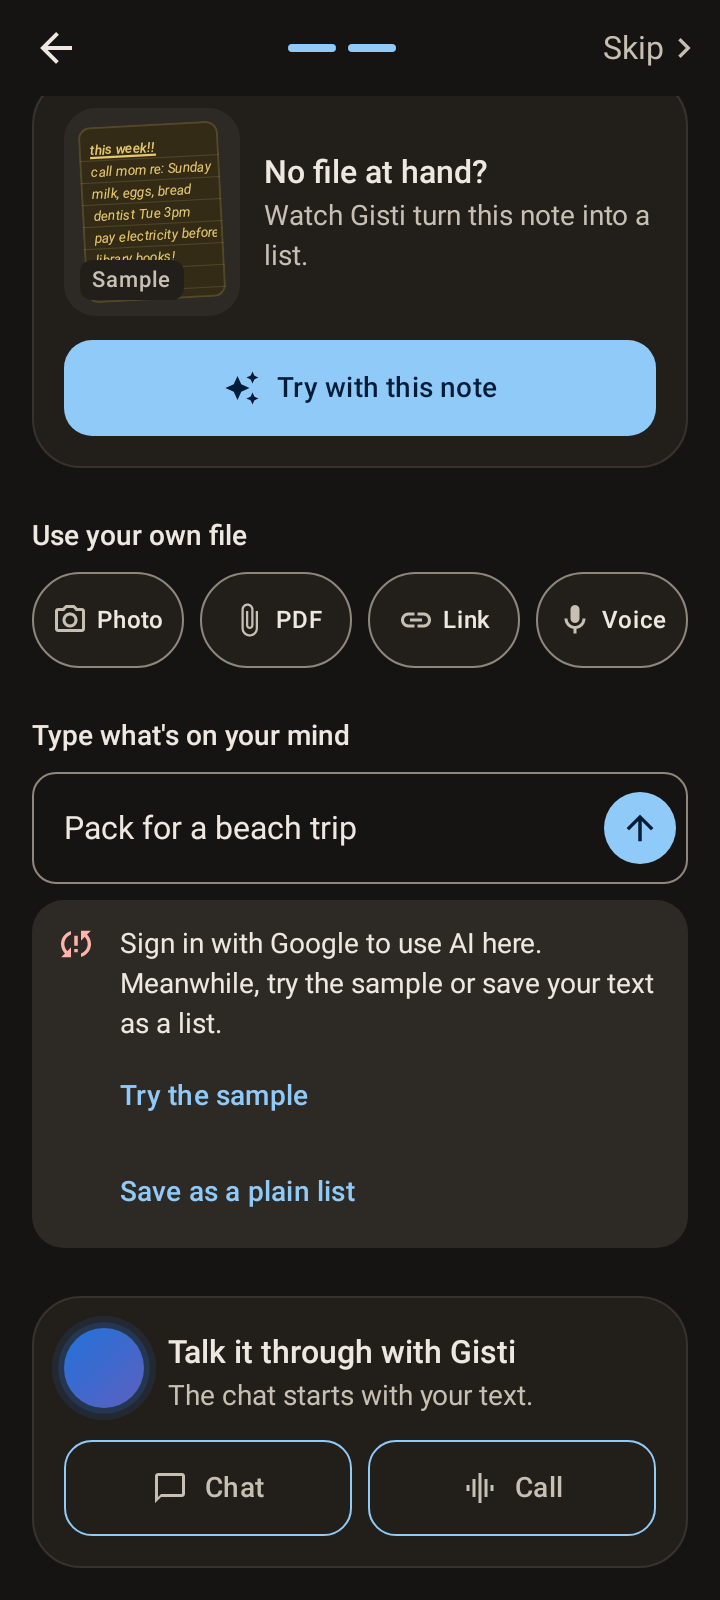 Skip
this week!!
call mom re: Sunday
milk, eggs, bread
dentist Tue 3pm
pay electricity before
library books!
Sample
No file at hand?
Watch Gisti turn this note into a
list.
Try with this note
Use your own file
Photo
PDF
Link
Voice
Type what's on your mind
Pack for a beach trip
Sign in with Google to use AI here.
Meanwhile, try the sample or save your text
as a list.
Try the sample
Save as a plain list
Talk it through with Gisti
The chat starts with your text.
Chat
Call